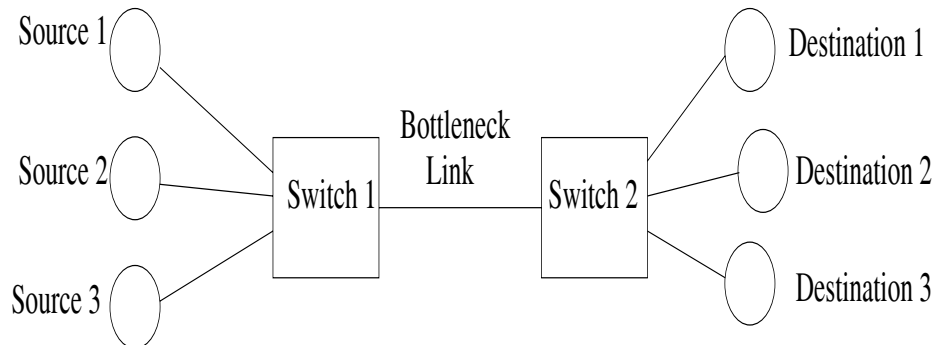 Source 1
Destination 1
Bottleneck
Link
Source 2
Switch 1
Switch 2
Destination 2
Source 3
Destination 3